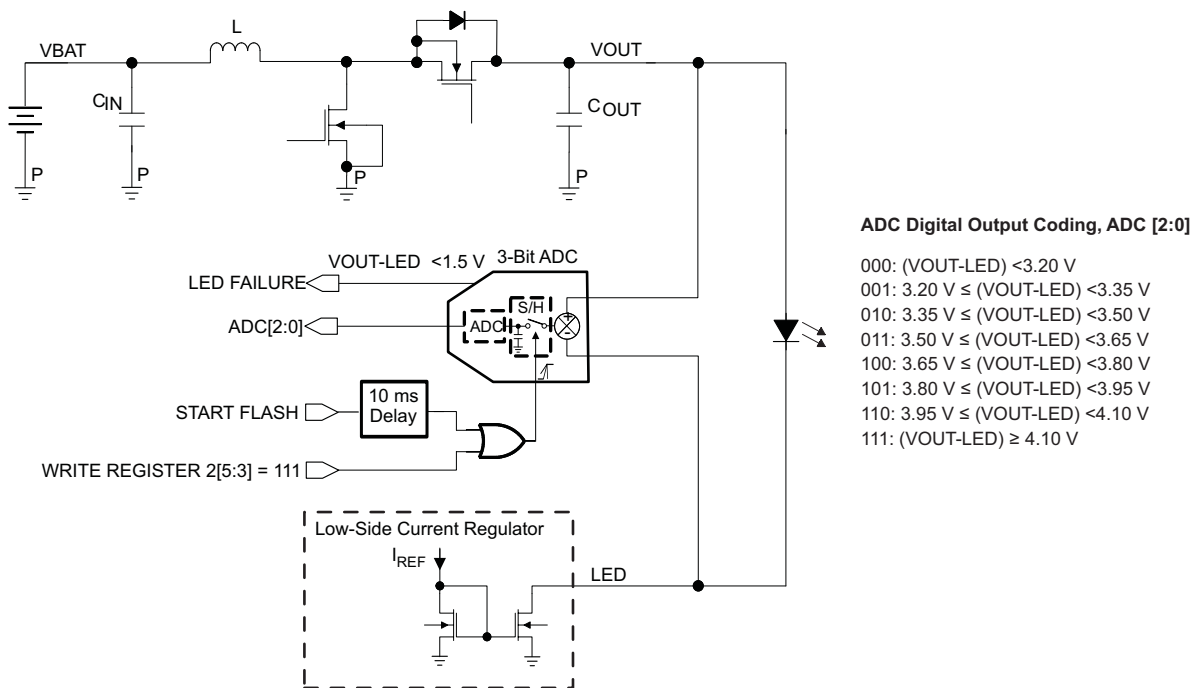 L
VBAT
VOUT
CIN
COUT
P
P
P
P
ADC Digital Output Coding, ADC [2:0]
000: (VOUT-LED) <3.20 V
001: 3.20 V ≤ (VOUT-LED) <3.35 V
010: 3.35 V ≤ (VOUT-LED) <3.50 V
011: 3.50 V ≤ (VOUT-LED) <3.65 V
100: 3.65 V ≤ (VOUT-LED) <3.80 V
101: 3.80 V ≤ (VOUT-LED) <3.95 V
110: 3.95 V ≤ (VOUT-LED) <4.10 V
111: (VOUT-LED) ≥ 4.10 V
VOUT-LED <1.5 V
3-Bit ADC
LED FAILURE
S/H
ADC[2:0]
ADC
START FLASH
10 ms
Delay
WRITE REGISTER 2[5:3] = 111
Low-Side Current Regulator
IREF
LED